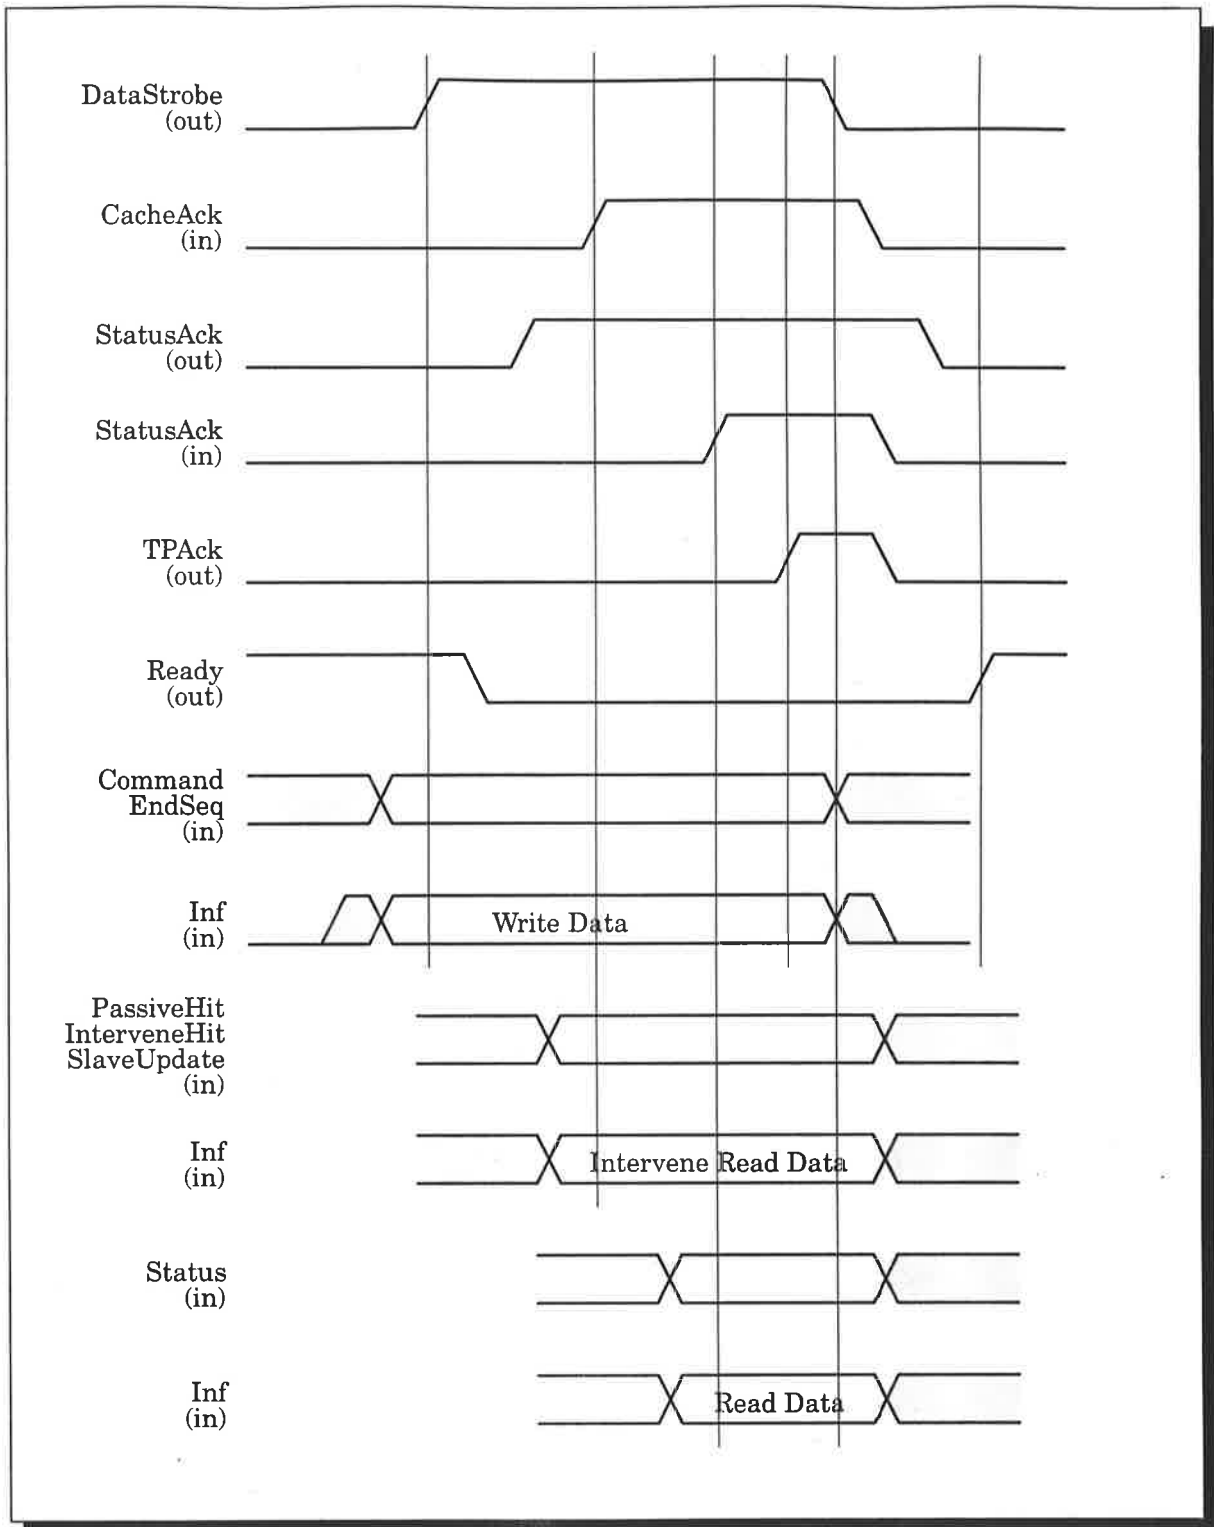 DataStrobe
(out)
CacheAck
(in)
StatusAck
(out)
StatusAck
(in)
TPAck
(out)
Ready
(out)
Command
EndSeq
(in)
Inf
(in)
Write Data
PassiveHit
InterveneHit
SlaveUpdate
(in)
Inf
(in)
Intervene Read Data
Status
(in)
Inf
(in)
Read Data